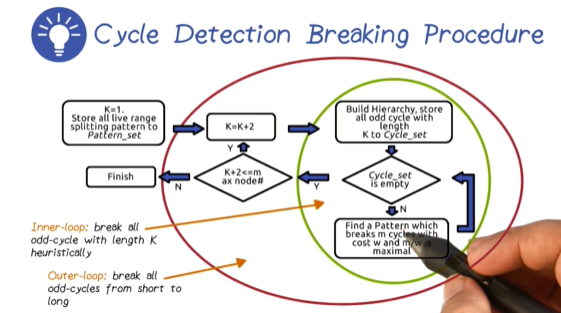 Cycle Detection Breaking Procedure
K=1.
Store all live range
splitting pattern to
Pattern_set
K=K+2
Build Hierarchy, store
all odd cycle with
length
K to Cycle_set
Y
Finish
N
K+2<=m
ax node#
Y
Cycle_set
is empty
N
Find a Pattern which
breaks m cycles with
cost w and m/w is
maximal
Inner-loop: break all
odd-cycle with length K
heuristically
Outer-loop: break all
odd-cycles from short to
long